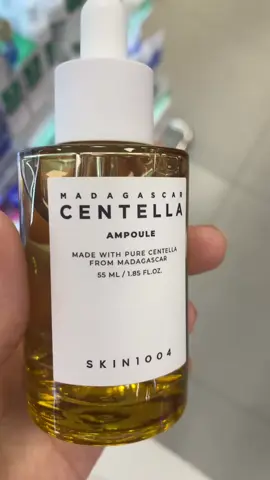 MADAGASCAR
CENTELLA
AMPOULE
MADE WITH PURE CENTELLA
FROM MADAGASCAR
55 ML / 1.85 FL.OZ.
SKIN1004